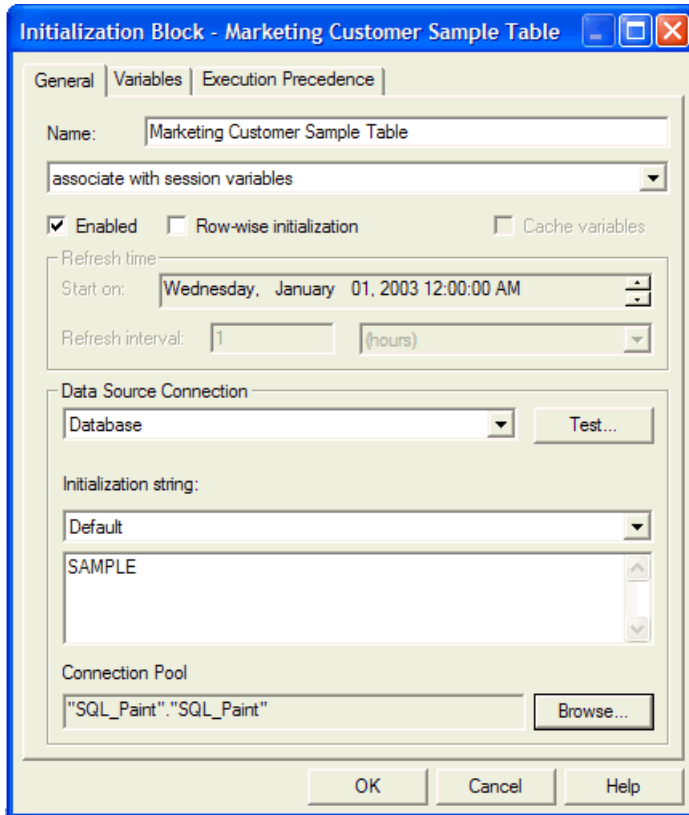 Initialization Block - Marketing Customer Sample Table
General Variables Execution Precedence
Name: Marketing Customer Sample Table
associate with session variables
Enabled Row-wise initialization Cache variables
Refresh time
Start on: Wednesday, January 01, 2003 12:00:00 AM
Refresh interval: 1 (hours)
Data Source Connection
Database Test...
Initialization string:
Default
SAMPLE
Connection Pool
"SQL_Paint"."SQL_Paint" Browse...
OK Cancel Help